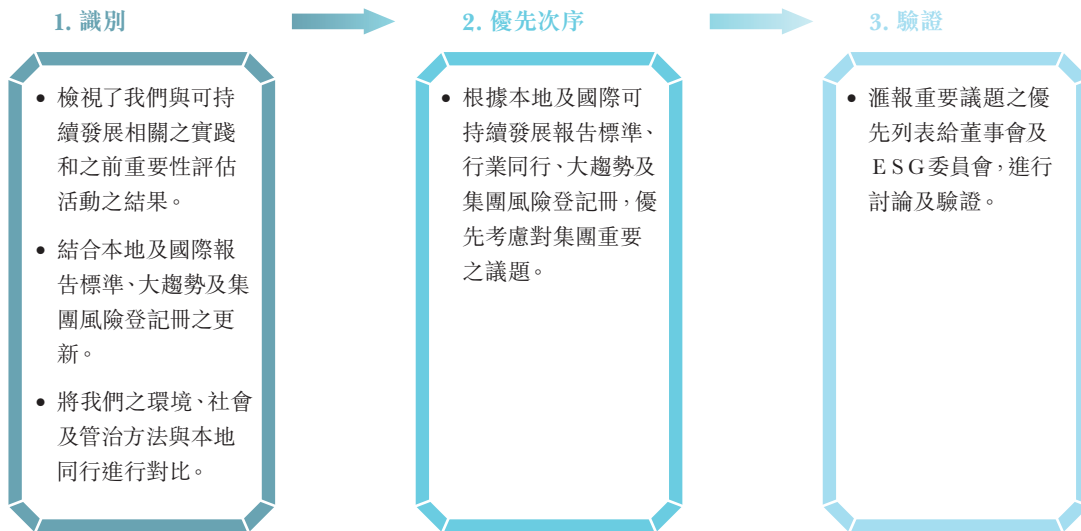 1. 識別
• 檢視了我們與可持
續發展相關之實踐
和之前重要性評估
活動之結果。
• 結合本地及國際報
告標準、大趨勢及集
團風險登記冊之更
新。
• 將我們之環境、社會
及管治方法與本地
同行進行對比。
2. 優先次序
• 根據本地及國際可
持續發展報告標準、
行業同行、大趨勢及
集團風險登記冊，優
先考慮對集團重要
之議題。
3. 驗證
• 滙報重要議題之優
先列表給董事會及
ESG委員會，進行
討論及驗證。